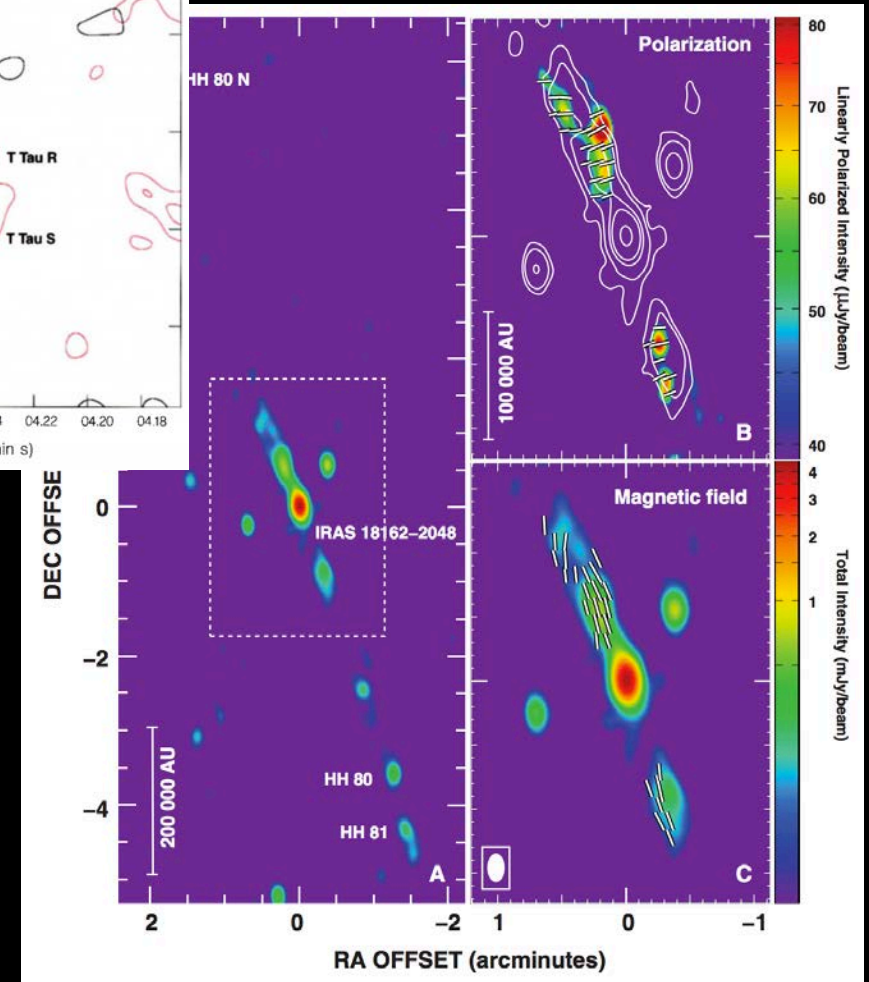 T Tau R
T Tau S
04.22
04.20
04.18
HH 80 N
DEC OFFSE
0
−2
−4
IRAS 18162−2048
HH 80
HH 81
200 000 AU
A
2
0
−2
RA OFFSET (arcminutes)
Polarization
100 000 AU
B
Magnetic field
C
1
0
−1
80
70
60
50
40
Linearly Polarized Intensity (μJy/beam)
4
3
2
1
Total Intensity (mJy/beam)